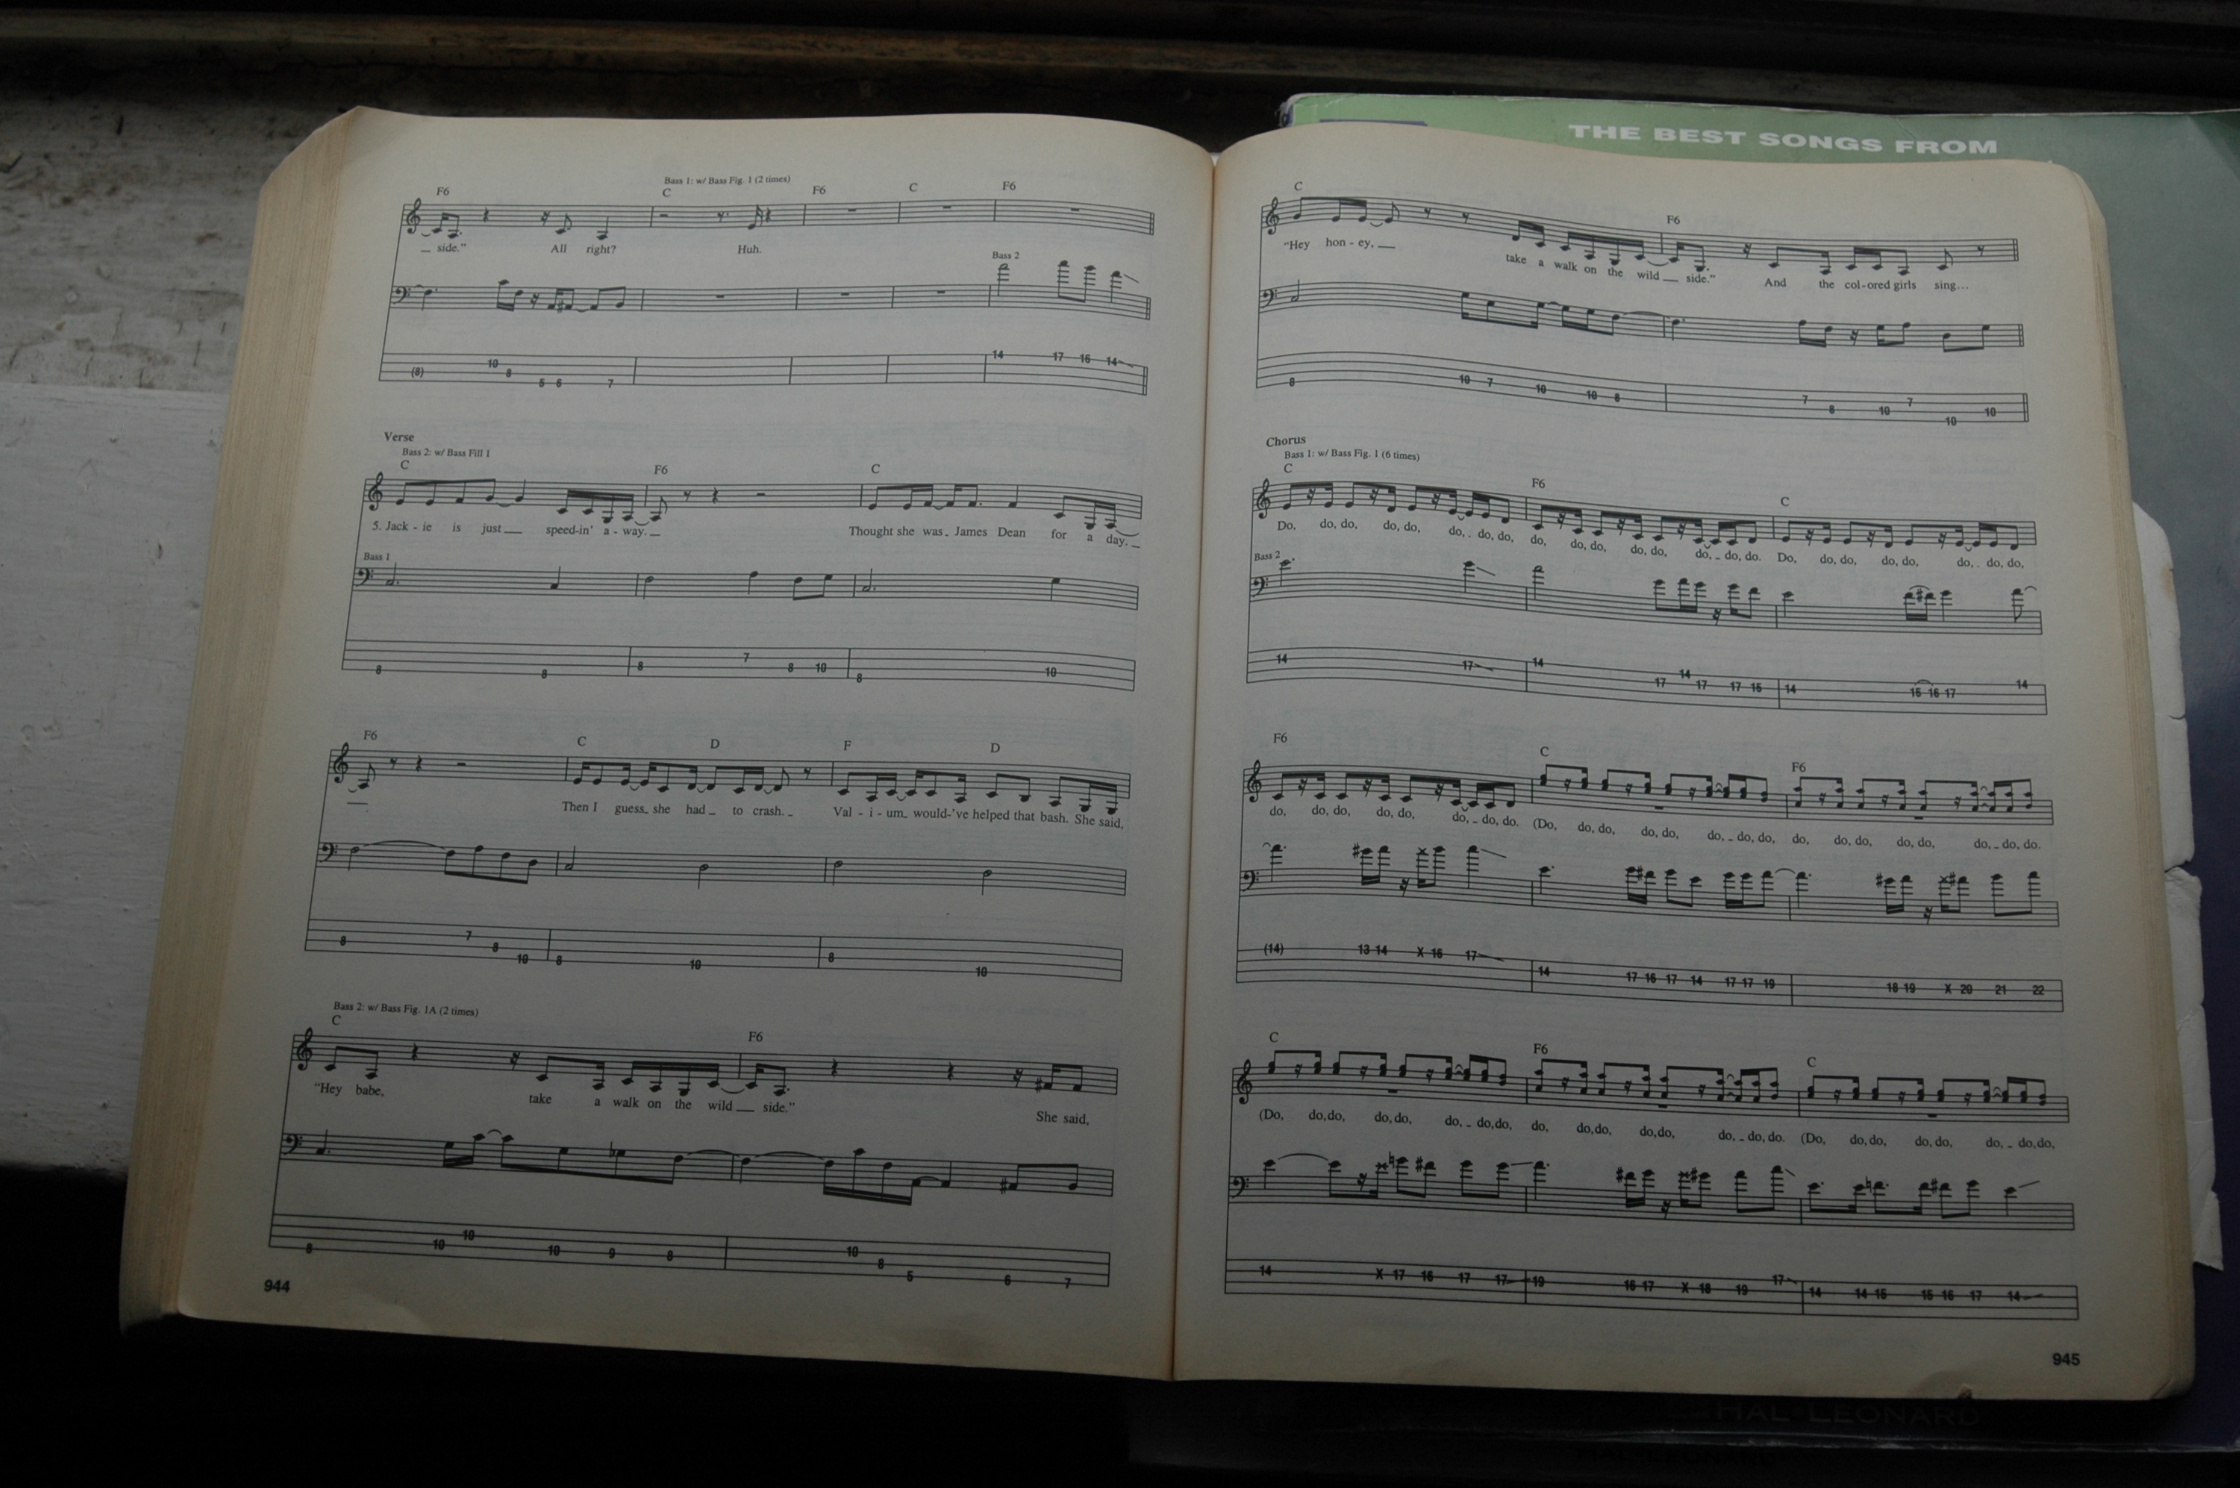 THE BEST SONGS FROM
Bass 1: w/ Bass Fig. 1 (2 times)
F6 C F6 C F6
side." All right? Huh.
Bass 2
14 17 16 14
(8) 10 8 5 6 7
Verse
Bass 2: w/ Bass Fill 1
C F6 C
5. Jack - ie is just speed-in' a - way. Thought she was James Dean for a day.
Bass 1
8 8 8 7 8 10 8 10
F6 C D F D
Then I guess she had to crash. Val - i - um would-'ve helped that bash. She said,
8 7 8 10 8 10 8 10
Bass 2: w/ Bass Fig. 1A (2 times)
C F6
"Hey babe, take a walk on the wild side." She said,
8 10 10 10 9 8 10 8 5 6 7
944
C F6
"Hey hon - ey, take a walk on the wild side." And the col-ored girls sing...
8 10 7 10 10 8 7 8 10 7 10 10
Chorus
Bass 1: w/ Bass Fig. 1 (6 times)
C F6 C
Do, do, do, do, do, do, do, do, do, do, do, do, do, do, do, do. Do, do, do, do, do, do, do, do,
Bass 2
14 17 14 17 14 17 17 16 14 16 16 17 14
F6 C F6
do, do, do, do, do, do, do, do. (Do, do, do, do, do, do, do, do, do, do, do, do, do, do, do, do.
(14) 13 14 X 16 17 14 17 16 17 14 17 17 19 18 19 X 20 21 22
C F6 C
(Do, do, do, do, do, do, do, do, do, do, do, do, do, do, do, do. (Do, do, do, do, do, do, do, do,
14 X 17 16 17 17 19 16 17 X 18 19 17 14 14 15 15 16 17 14
945
HAL LEONARD